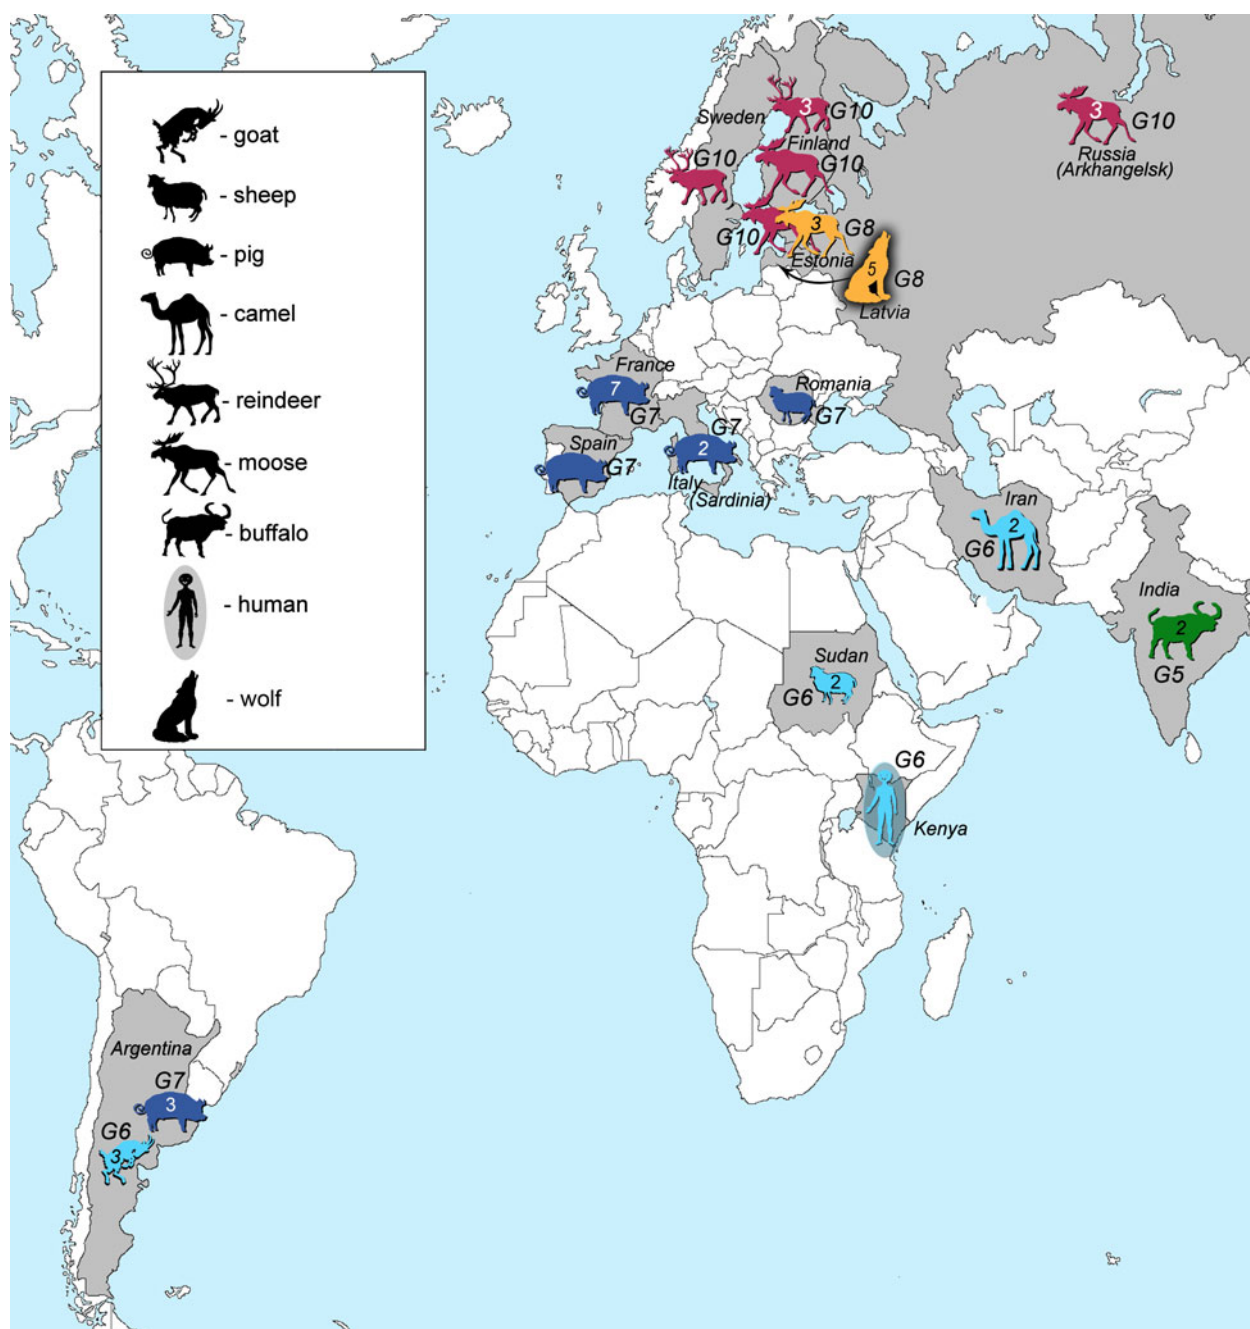 - goat
- sheep
- pig
- camel
- reindeer
- moose
- buffalo
- human
- wolf
Sweden
3
G10
Finland
G10
G10
3
G10
Russia
(Arkhangelsk)
G10
3
G8
Estonia
5
G8
Latvia
France
7
G7
Romania
G7
Spain
G7
G7
2
Italy
(Sardinia)
Iran
2
G6
India
2
G5
Sudan
2
G6
G6
Kenya
Argentina
G7
3
G6
3